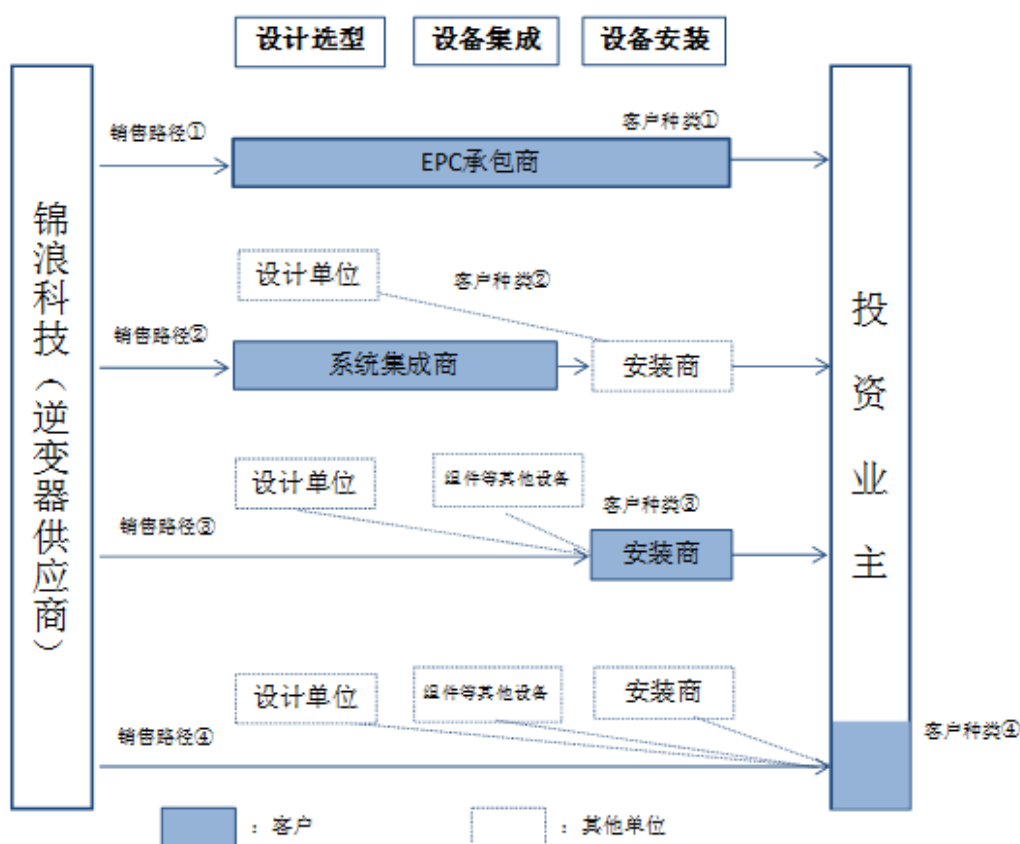 设计选型
设备集成
设备安装
锦浪科技（逆变器供应商）
投资业主
销售路径①
客户种类①
EPC承包商
设计单位
客户种类②
销售路径②
系统集成商
安装商
设计单位
组件等其他设备
客户种类③
销售路径③
安装商
设计单位
组件等其他设备
安装商
销售路径④
客户种类④
：客户
：其他单位